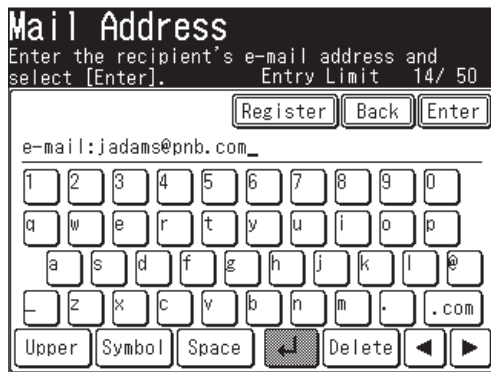 Mail Address
Enter the recipient's e-mail address and
select [Enter]. Entry Limit 14/ 50
Register Back Enter
e-mail:jadams@pnb.com_
1 2 3 4 5 6 7 8 9 0
q w e r t y u i o p
a s d f g h j k l @
_ z x c v b n m . .com
Upper Symbol Space ↵ Delete ◀ ▶